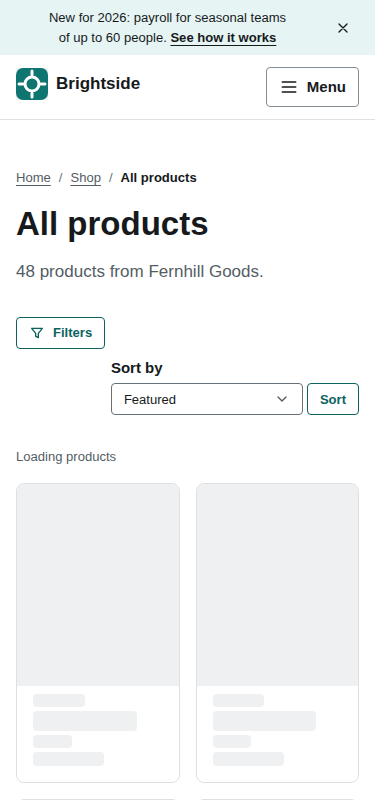 New for 2026: payroll for seasonal teams
of up to 60 people. See how it works
Brightside
Menu
Home / Shop / All products
All products
48 products from Fernhill Goods.
Filters
Sort by
Featured
Sort
Loading products